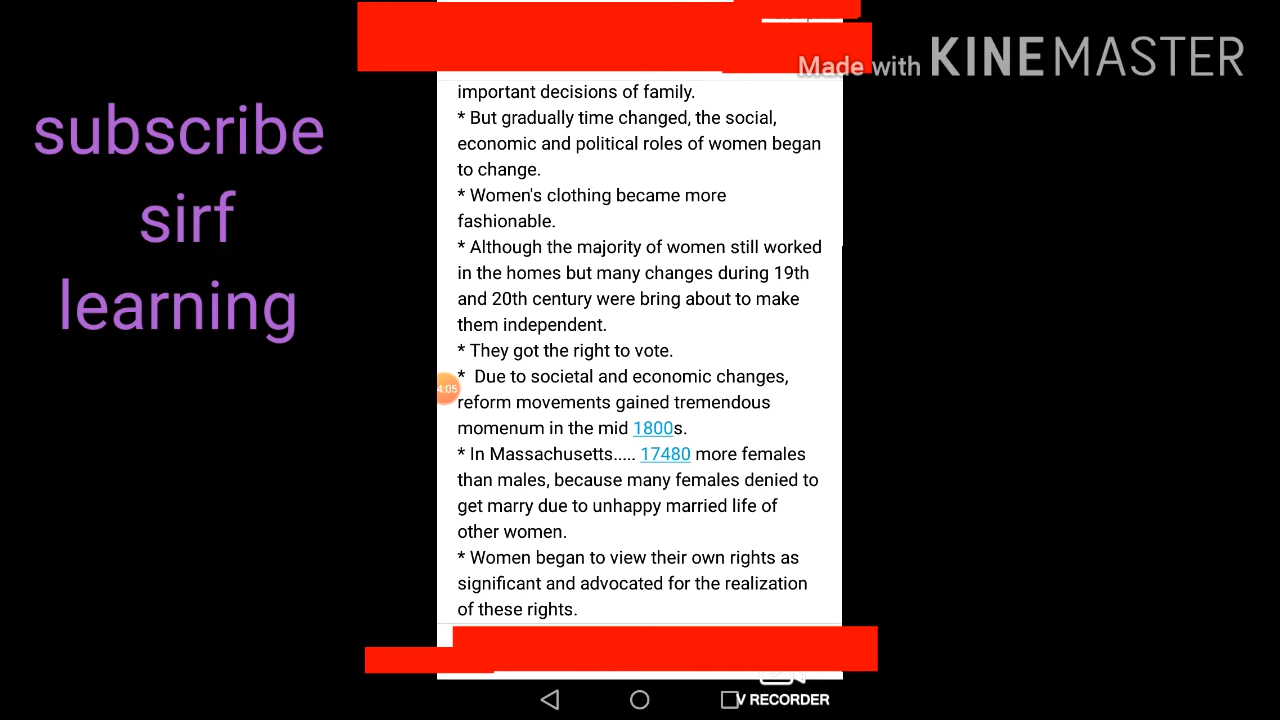 Made with KINEMASTER
subscribe
sirf
learning
important decisions of family.
* But gradually time changed, the social,
economic and political roles of women began
to change.
* Women's clothing became more
fashionable.
* Although the majority of women still worked
in the homes but many changes during 19th
and 20th century were bring about to make
them independent.
* They got the right to vote.
* Due to societal and economic changes,
reform movements gained tremendous
momenum in the mid 1800s.
* In Massachusetts..... 17480 more females
than males, because many females denied to
get marry due to unhappy married life of
other women.
* Women began to view their own rights as
significant and advocated for the realization
of these rights.
4:05
V RECORDER